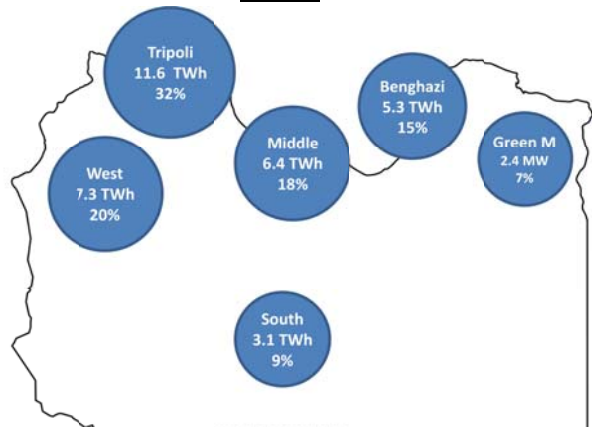 Tripoli
11.6 TWh
32%
Benghazi
5.3 TWh
15%
Green M
2.4 MW
7%
Middle
6.4 TWh
18%
West
7.3 TWh
20%
South
3.1 TWh
9%